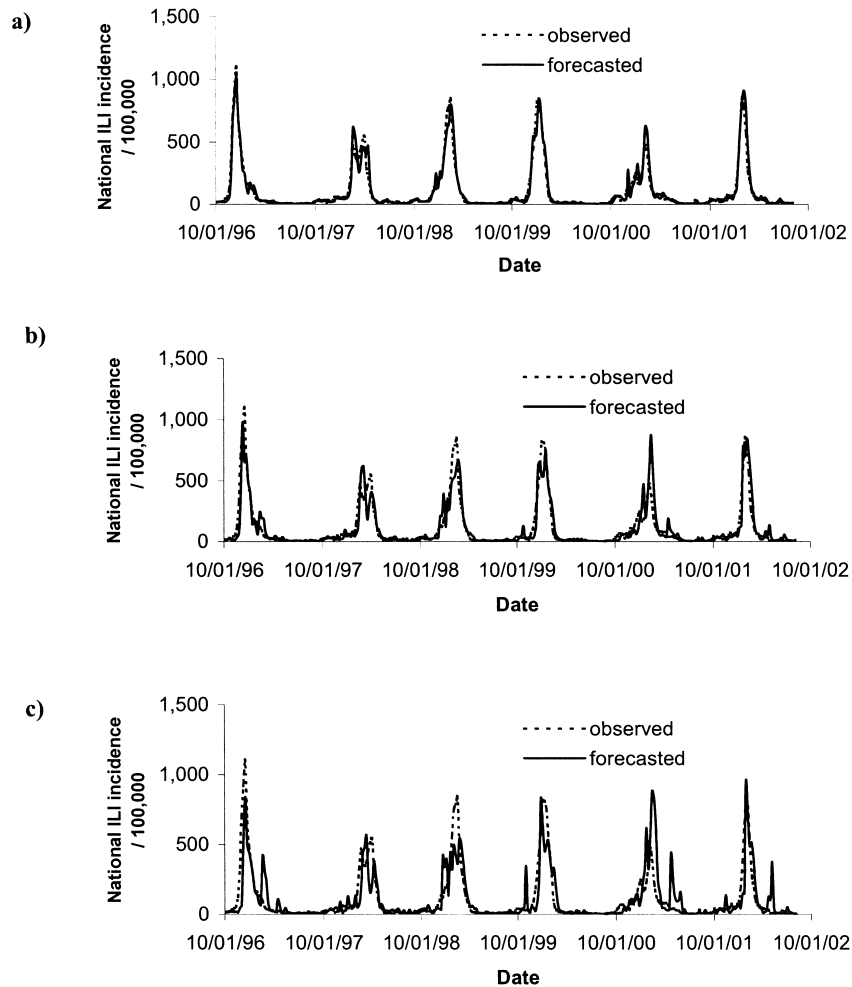 a)
National ILI incidence
/ 100,000
1,500
1,000
500
0
observed
forecasted
10/01/96 10/01/97 10/01/98 10/01/99 10/01/00 10/01/01 10/01/02
Date
b)
National ILI incidence
/ 100,000
1,500
1,000
500
0
observed
forecasted
10/01/96 10/01/97 10/01/98 10/01/99 10/01/00 10/01/01 10/01/02
Date
c)
National ILI incidence
/ 100,000
1,500
1,000
500
0
observed
forecasted
10/01/96 10/01/97 10/01/98 10/01/99 10/01/00 10/01/01 10/01/02
Date